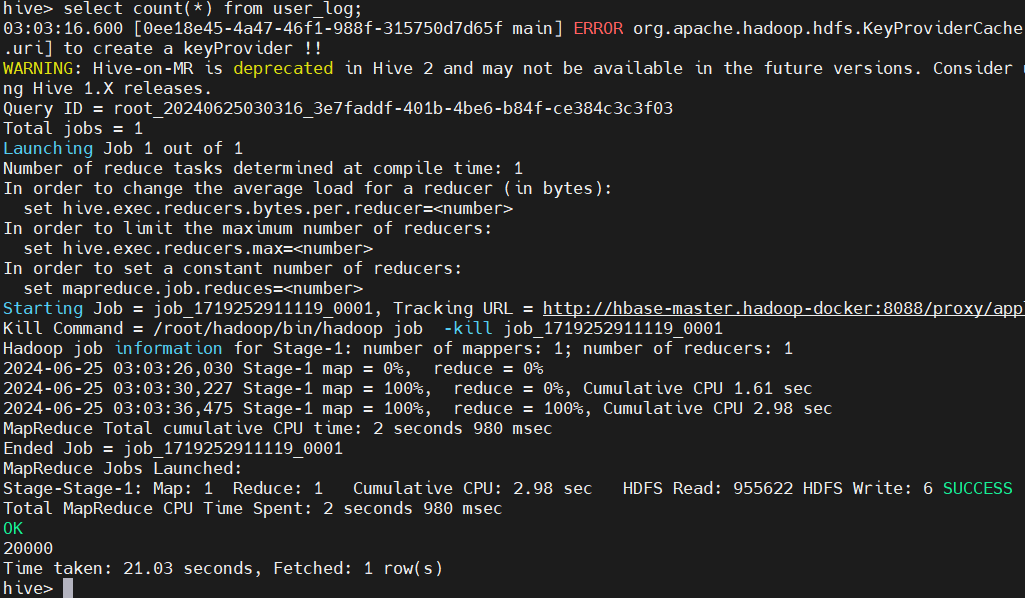 hive> select count(*) from user_log;
03:03:16.600 [0ee18e45-4a47-46f1-988f-315750d7d65f main] ERROR org.apache.hadoop.hdfs.KeyProviderCache
.uri] to create a keyProvider !!
WARNING: Hive-on-MR is deprecated in Hive 2 and may not be available in the future versions. Consider
ng Hive 1.X releases.
Query ID = root_20240625030316_3e7faddf-401b-4be6-b84f-ce384c3c3f03
Total jobs = 1
Launching Job 1 out of 1
Number of reduce tasks determined at compile time: 1
In order to change the average load for a reducer (in bytes):
  set hive.exec.reducers.bytes.per.reducer=<number>
In order to limit the maximum number of reducers:
  set hive.exec.reducers.max=<number>
In order to set a constant number of reducers:
  set mapreduce.job.reduces=<number>
Starting Job = job_1719252911119_0001, Tracking URL = http://hbase-master.hadoop-docker:8088/proxy/app
Kill Command = /root/hadoop/bin/hadoop job  -kill job_1719252911119_0001
Hadoop job information for Stage-1: number of mappers: 1; number of reducers: 1
2024-06-25 03:03:26,030 Stage-1 map = 0%,  reduce = 0%
2024-06-25 03:03:30,227 Stage-1 map = 100%,  reduce = 0%, Cumulative CPU 1.61 sec
2024-06-25 03:03:36,475 Stage-1 map = 100%,  reduce = 100%, Cumulative CPU 2.98 sec
MapReduce Total cumulative CPU time: 2 seconds 980 msec
Ended Job = job_1719252911119_0001
MapReduce Jobs Launched:
Stage-Stage-1: Map: 1  Reduce: 1   Cumulative CPU: 2.98 sec   HDFS Read: 955622 HDFS Write: 6 SUCCESS
Total MapReduce CPU Time Spent: 2 seconds 980 msec
OK
20000
Time taken: 21.03 seconds, Fetched: 1 row(s)
hive>